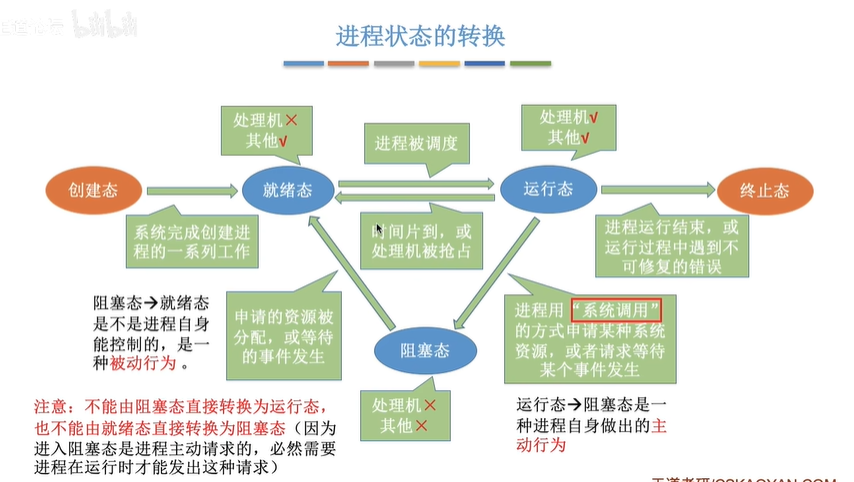 进程状态的转换
处理机×
其他√
进程被调度
处理机√
其他√
创建态
就绪态
运行态
终止态
系统完成创建进
程的一系列工作
时间片到，或
处理机被抢占
进程运行结束，或
运行过程中遇到不
可修复的错误
阻塞态→就绪态
是不是进程自身
能控制的，是一
种被动行为 。
申请的资源被
分配，或等待
的事件发生
阻塞态
进程用 “系统调用”
的方式申请某种系统
资源，或者请求等待
某个事件发生
处理机×
其他×
注意：不能由阻塞态直接转换为运行态，
也不能由就绪态直接转换为阻塞态（因为
进入阻塞态是进程主动请求的，必然需要
进程在运行时才能发出这种请求）
运行态→阻塞态是一
种进程自身做出的主
动行为
王道考研/CSKAOYAN.COM